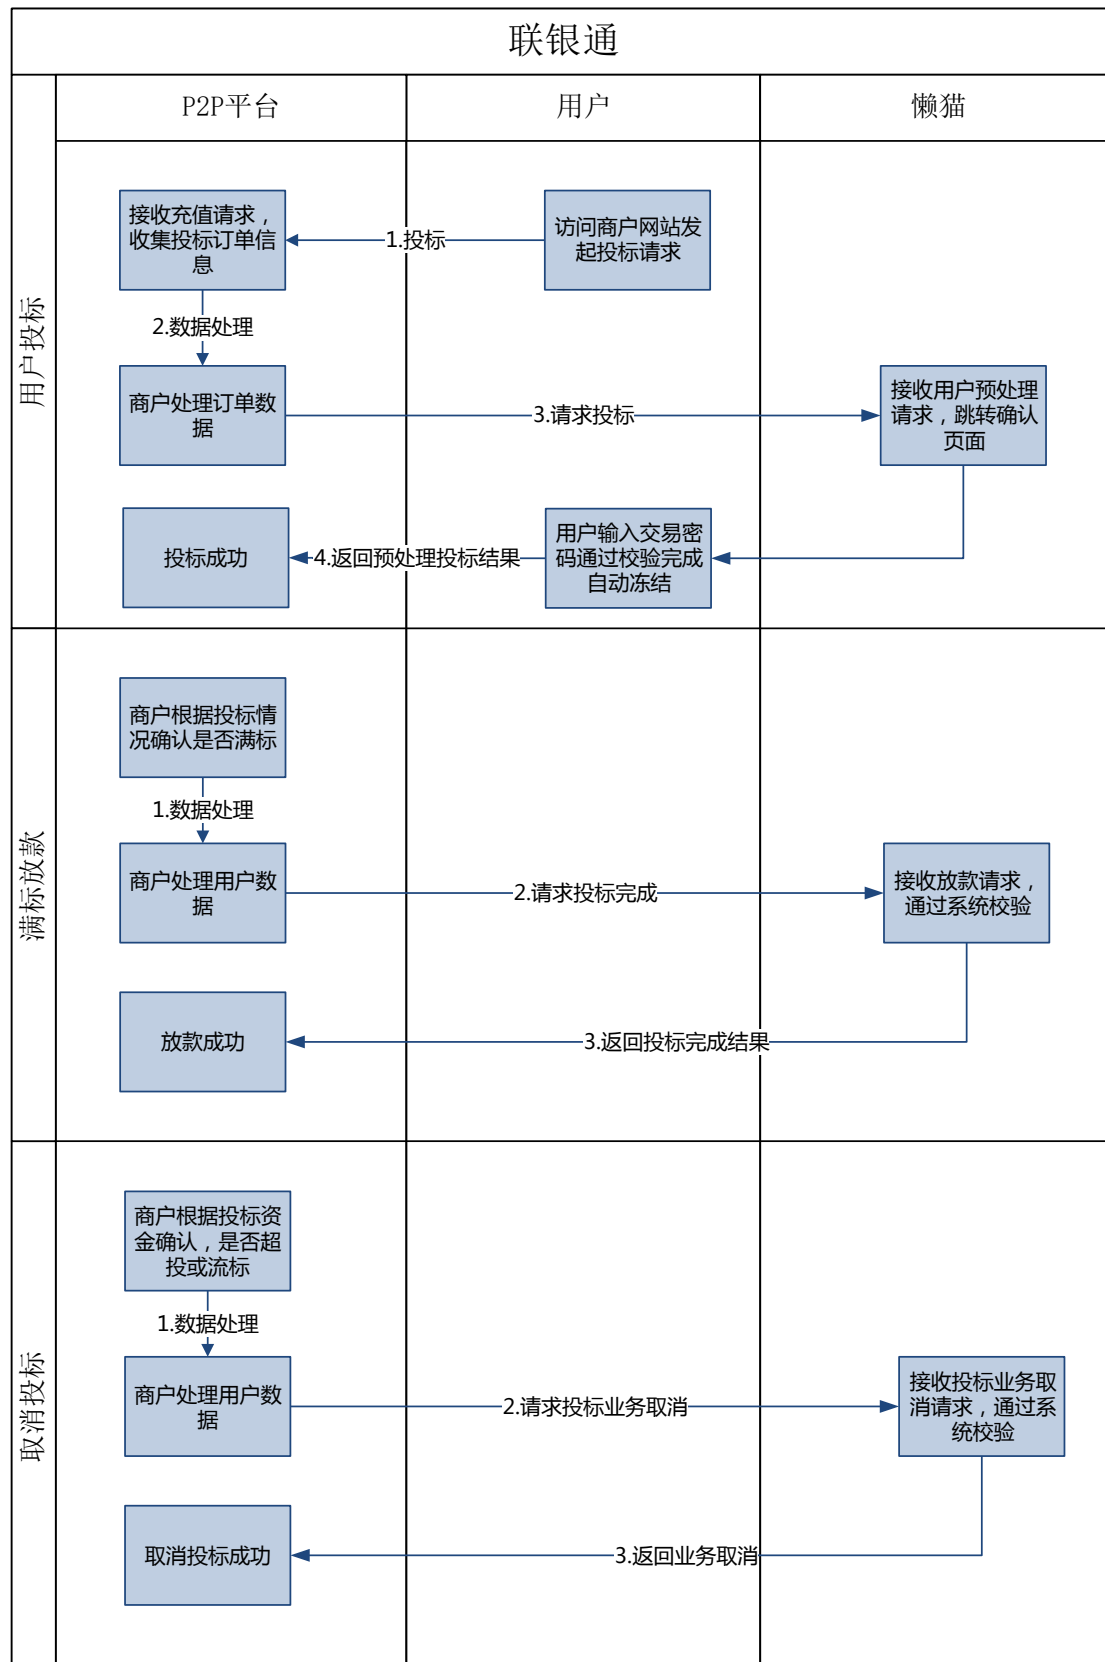 联银通
P2P平台
用户
懒猫
用户投标
接收充值请求，
收集投标订单信
息
1.投标
访问商户网站发
起投标请求
2.数据处理
商户处理订单数
据
3.请求投标
接收用户预处理
请求，跳转确认
页面
投标成功
4.返回预处理投标结果
用户输入交易密
码通过校验完成
自动冻结
满标放款
商户根据投标情
况确认是否满标
1.数据处理
商户处理用户数
据
2.请求投标完成
接收放款请求，
通过系统校验
放款成功
3.返回投标完成结果
取消投标
商户根据投标资
金确认，是否超
投或流标
1.数据处理
商户处理用户数
据
2.请求投标业务取消
接收投标业务取
消请求，通过系
统校验
取消投标成功
3.返回业务取消